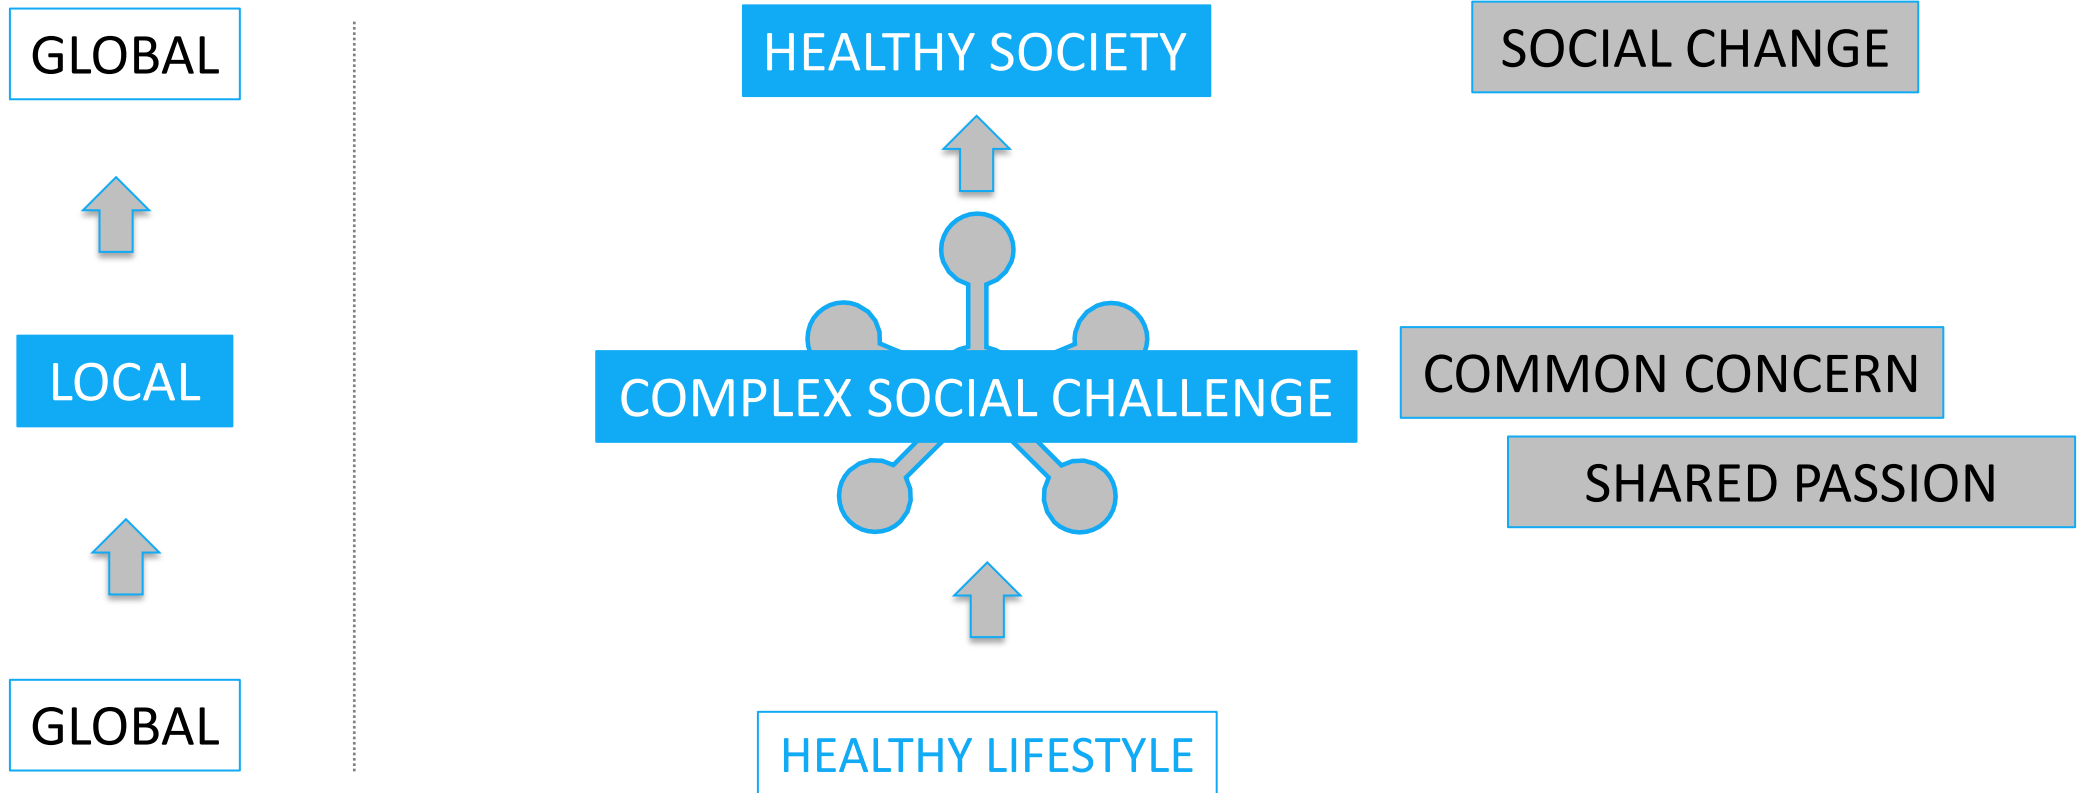 GLOBAL
HEALTHY SOCIETY
SOCIAL CHANGE
LOCAL
COMPLEX SOCIAL CHALLENGE
COMMON CONCERN
SHARED PASSION
GLOBAL
HEALTHY LIFESTYLE